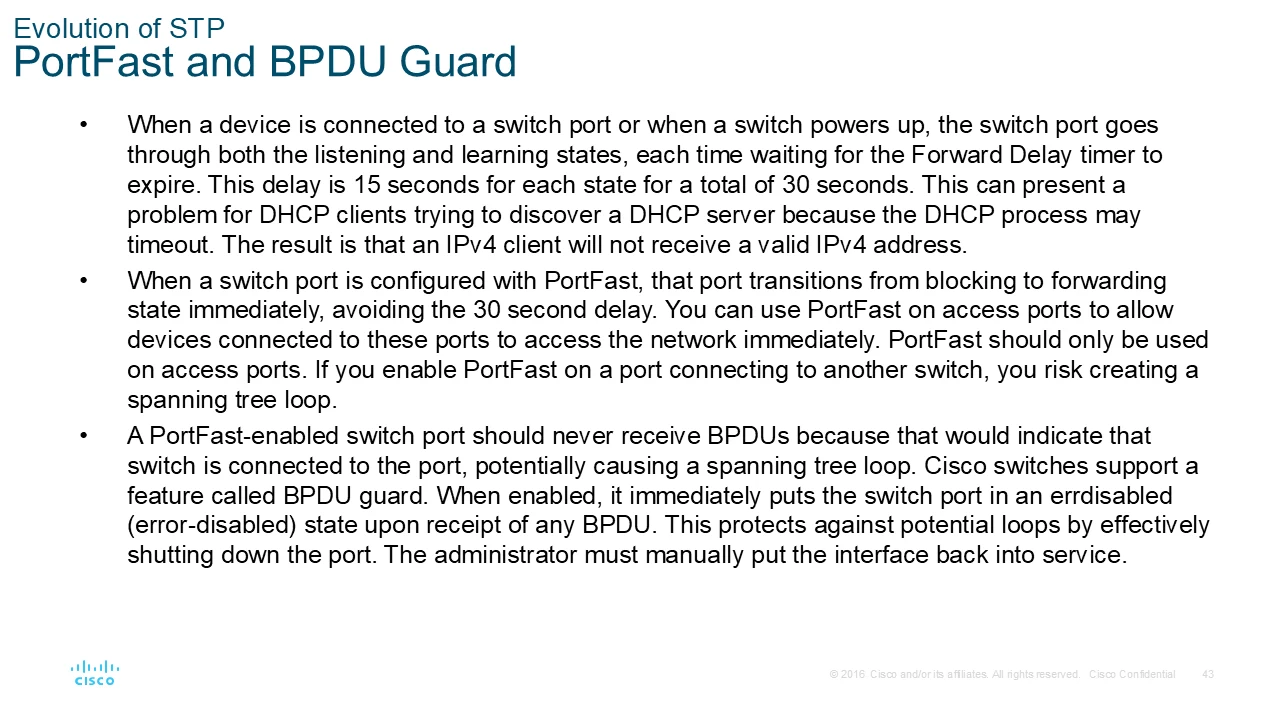 Evolution of STP
PortFast and BPDU Guard
• When a device is connected to a switch port or when a switch powers up, the switch port goes
through both the listening and learning states, each time waiting for the Forward Delay timer to
expire. This delay is 15 seconds for each state for a total of 30 seconds. This can present a
problem for DHCP clients trying to discover a DHCP server because the DHCP process may
timeout. The result is that an IPv4 client will not receive a valid IPv4 address.
• When a switch port is configured with PortFast, that port transitions from blocking to forwarding
state immediately, avoiding the 30 second delay. You can use PortFast on access ports to allow
devices connected to these ports to access the network immediately. PortFast should only be used
on access ports. If you enable PortFast on a port connecting to another switch, you risk creating a
spanning tree loop.
• A PortFast-enabled switch port should never receive BPDUs because that would indicate that
switch is connected to the port, potentially causing a spanning tree loop. Cisco switches support a
feature called BPDU guard. When enabled, it immediately puts the switch port in an errdisabled
(error-disabled) state upon receipt of any BPDU. This protects against potential loops by effectively
shutting down the port. The administrator must manually put the interface back into service.
CISCO
© 2016 Cisco and/or its affiliates. All rights reserved. Cisco Confidential 43